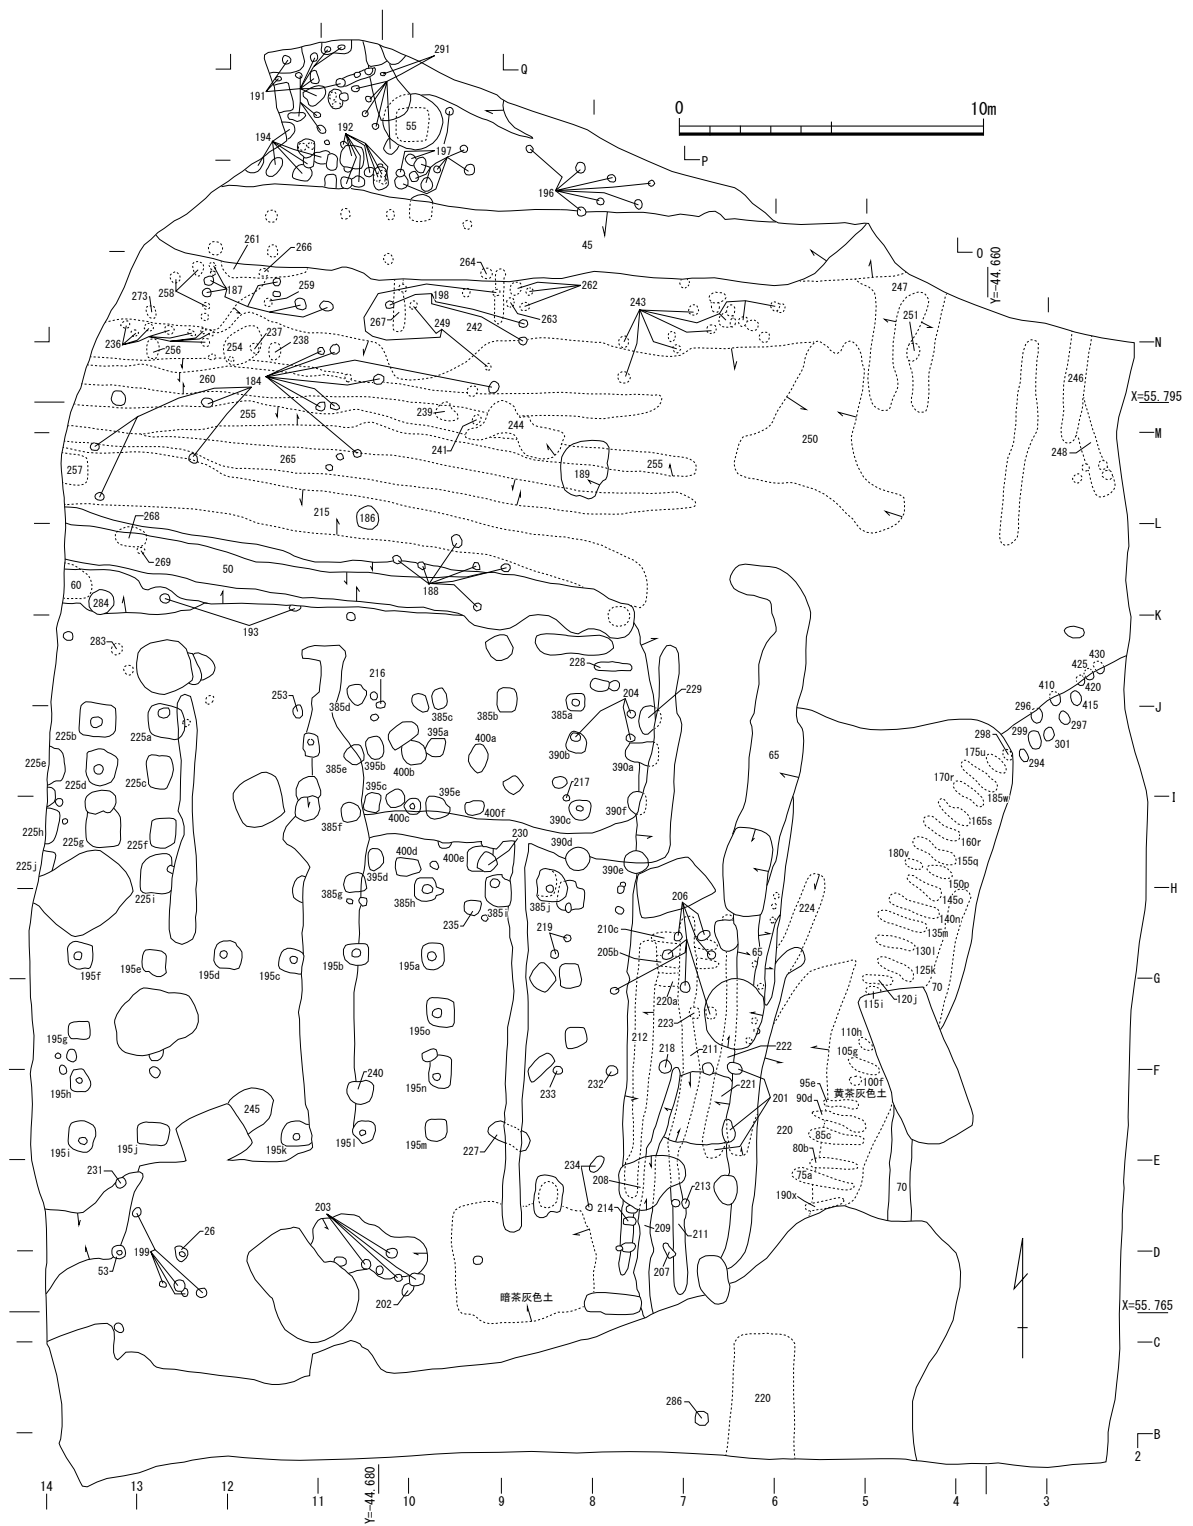 291
Q
0 10m
191
55
194
192
197
P
196
45
O
261
266
264
Y=-44.660
247
258
187
259
262
273
198
243
251
267
249
242
263
236
256
254
237
238
N
246
260
184
X=55.795
255
239
244
M
241
250
248
257
265
189
255
215
186
268
L
269
50
60
188
284
193
K
283
228
430
425
216
204
229
410
420
253
385d
385c
385b
385a
296
415
J
225b
225a
395a
400a
390b
298
299
297
225e
385e
395b
65
301
225d
225c
400b
390a
175u
294
170r
395c
395e
217
185w
I
385f
400c
400f
390c
390f
225h
165s
225g
225f
230
390d
160r
225j
400d
400e
180v
155q
395d
390e
150p
225i
385g
385h
385i
385j
206
H
145o
224
140n
235
219
210c
135m
195f
195e
195d
195c
195b
195a
205b
65
130l
125k
G
220a
70
115i
120j
195o
223
195g
212
110h
211
222
105g
195h
240
195n
218
F
233
232
221
100f
95e
黄茶灰色土
90d
201
245
220
85c
195i
195j
195k
195l
195m
227
80b
E
231
234
208
75a
213
70
190x
203
214
209
211
26
199
D
53
207
202
暗茶灰色土
X=55.765
C
286
220
B
2
14 13 12 11 10 9 8 7 6 5 4 3
Y=-44.680